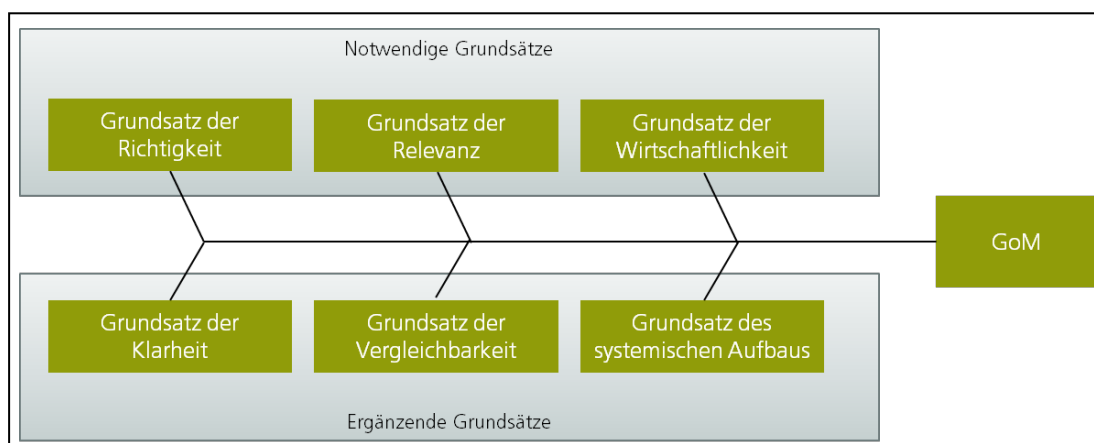 Notwendige Grundsätze
Grundsatz der
Richtigkeit
Grundsatz der
Relevanz
Grundsatz der
Wirtschaftlichkeit
GoM
Grundsatz der
Klarheit
Grundsatz der
Vergleichbarkeit
Grundsatz des
systemischen Aufbaus
Ergänzende Grundsätze